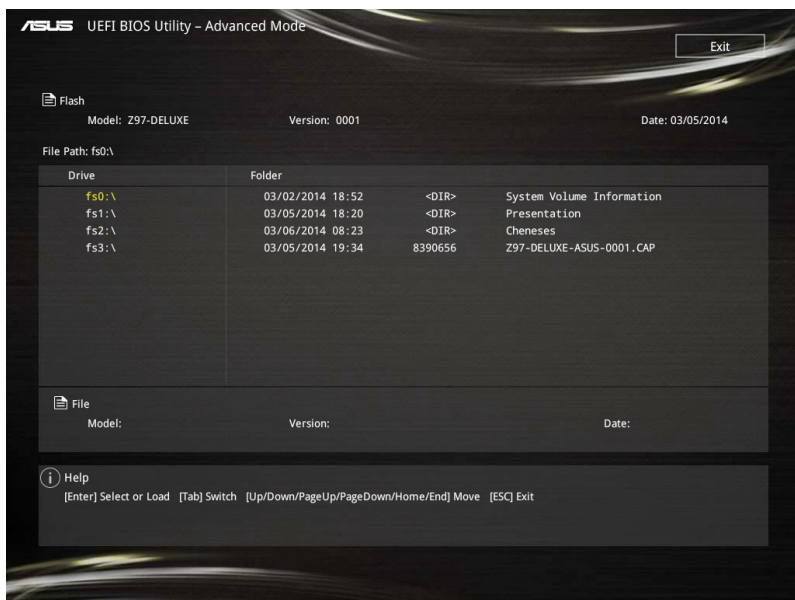 ASUS UEFI BIOS Utility – Advanced Mode
Exit
Flash
Model: Z97-DELUXE Version: 0001 Date: 03/05/2014
File Path: fs0:\
Drive Folder
fs0:\ 03/02/2014 18:52 <DIR> System Volume Information
fs1:\ 03/05/2014 18:20 <DIR> Presentation
fs2:\ 03/06/2014 08:23 <DIR> Cheneses
fs3:\ 03/05/2014 19:34 8390656 Z97-DELUXE-ASUS-0001.CAP
File
Model: Version: Date:
i Help
[Enter] Select or Load [Tab] Switch [Up/Down/PageUp/PageDown/Home/End] Move [ESC] Exit